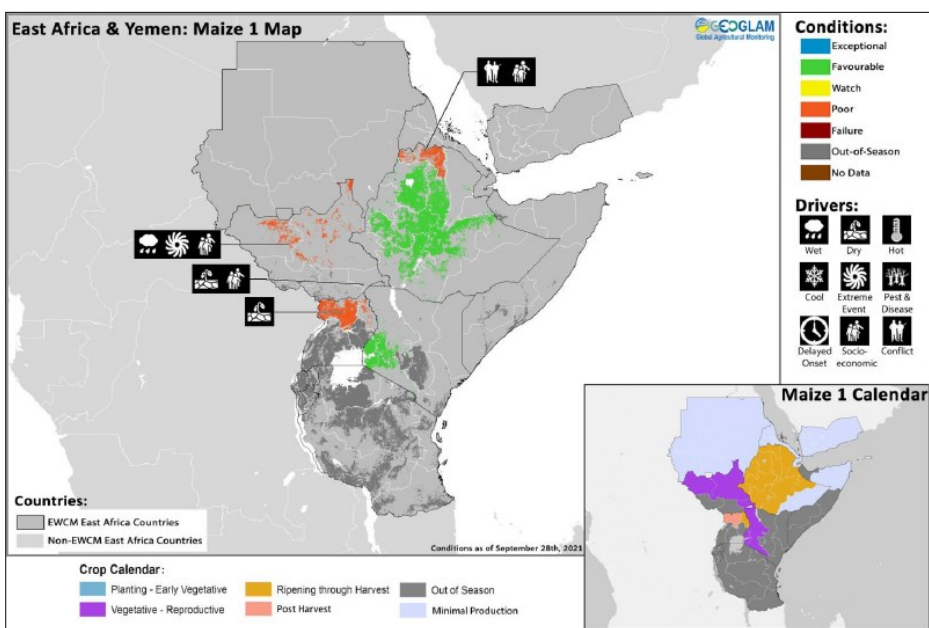 East Africa & Yemen: Maize 1 Map
GEOGLAM
Global Agricultural Monitoring
Conditions:
Exceptional
Favourable
Watch
Poor
Failure
Out-of-Season
No Data
Drivers:
Wet
Dry
Hot
Cool
Extreme
Event
Pest &
Disease
Delayed
Onset
Socio-
economic
Conflict
Maize 1 Calendar
Countries:
EWCM East Africa Countries
Non-EWCM East Africa Countries
Conditions as of September 28th, 2021
Crop Calendar:
Planting - Early Vegetative
Ripening through Harvest
Out of Season
Vegetative - Reproductive
Post Harvest
Minimal Production